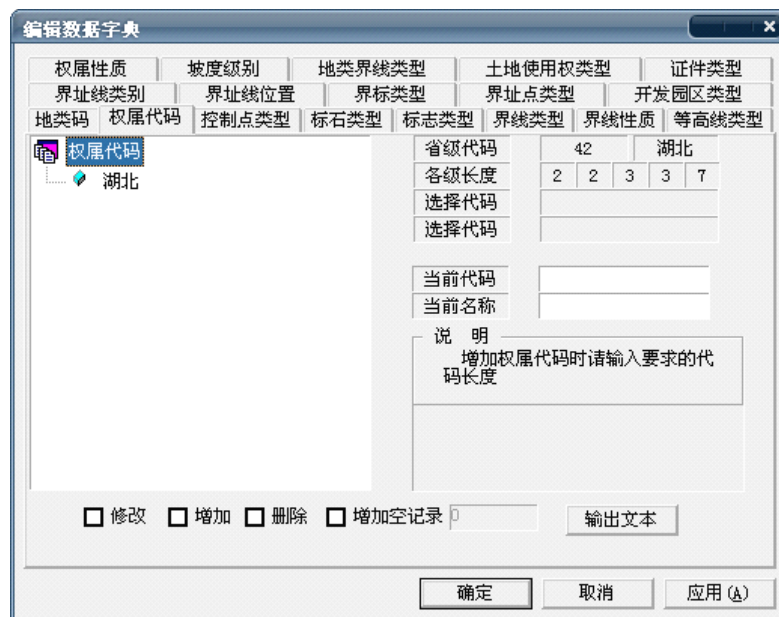 编辑数据字典
权属性质 坡度级别 地类界线类型 土地使用权类型 证件类型
界址线类别 界址线位置 界标类型 界址点类型 开发园区类型
地类码 权属代码 控制点类型 标石类型 标志类型 界线类型 界线性质 等高线类型
权属代码
湖北
省级代码 42 湖北
各级长度 2 2 3 3 7
选择代码
选择代码
当前代码
当前名称
说 明
增加权属代码时请输入要求的代
码长度
修改 增加 删除 增加空记录 0 输出文本
确定 取消 应用(A)